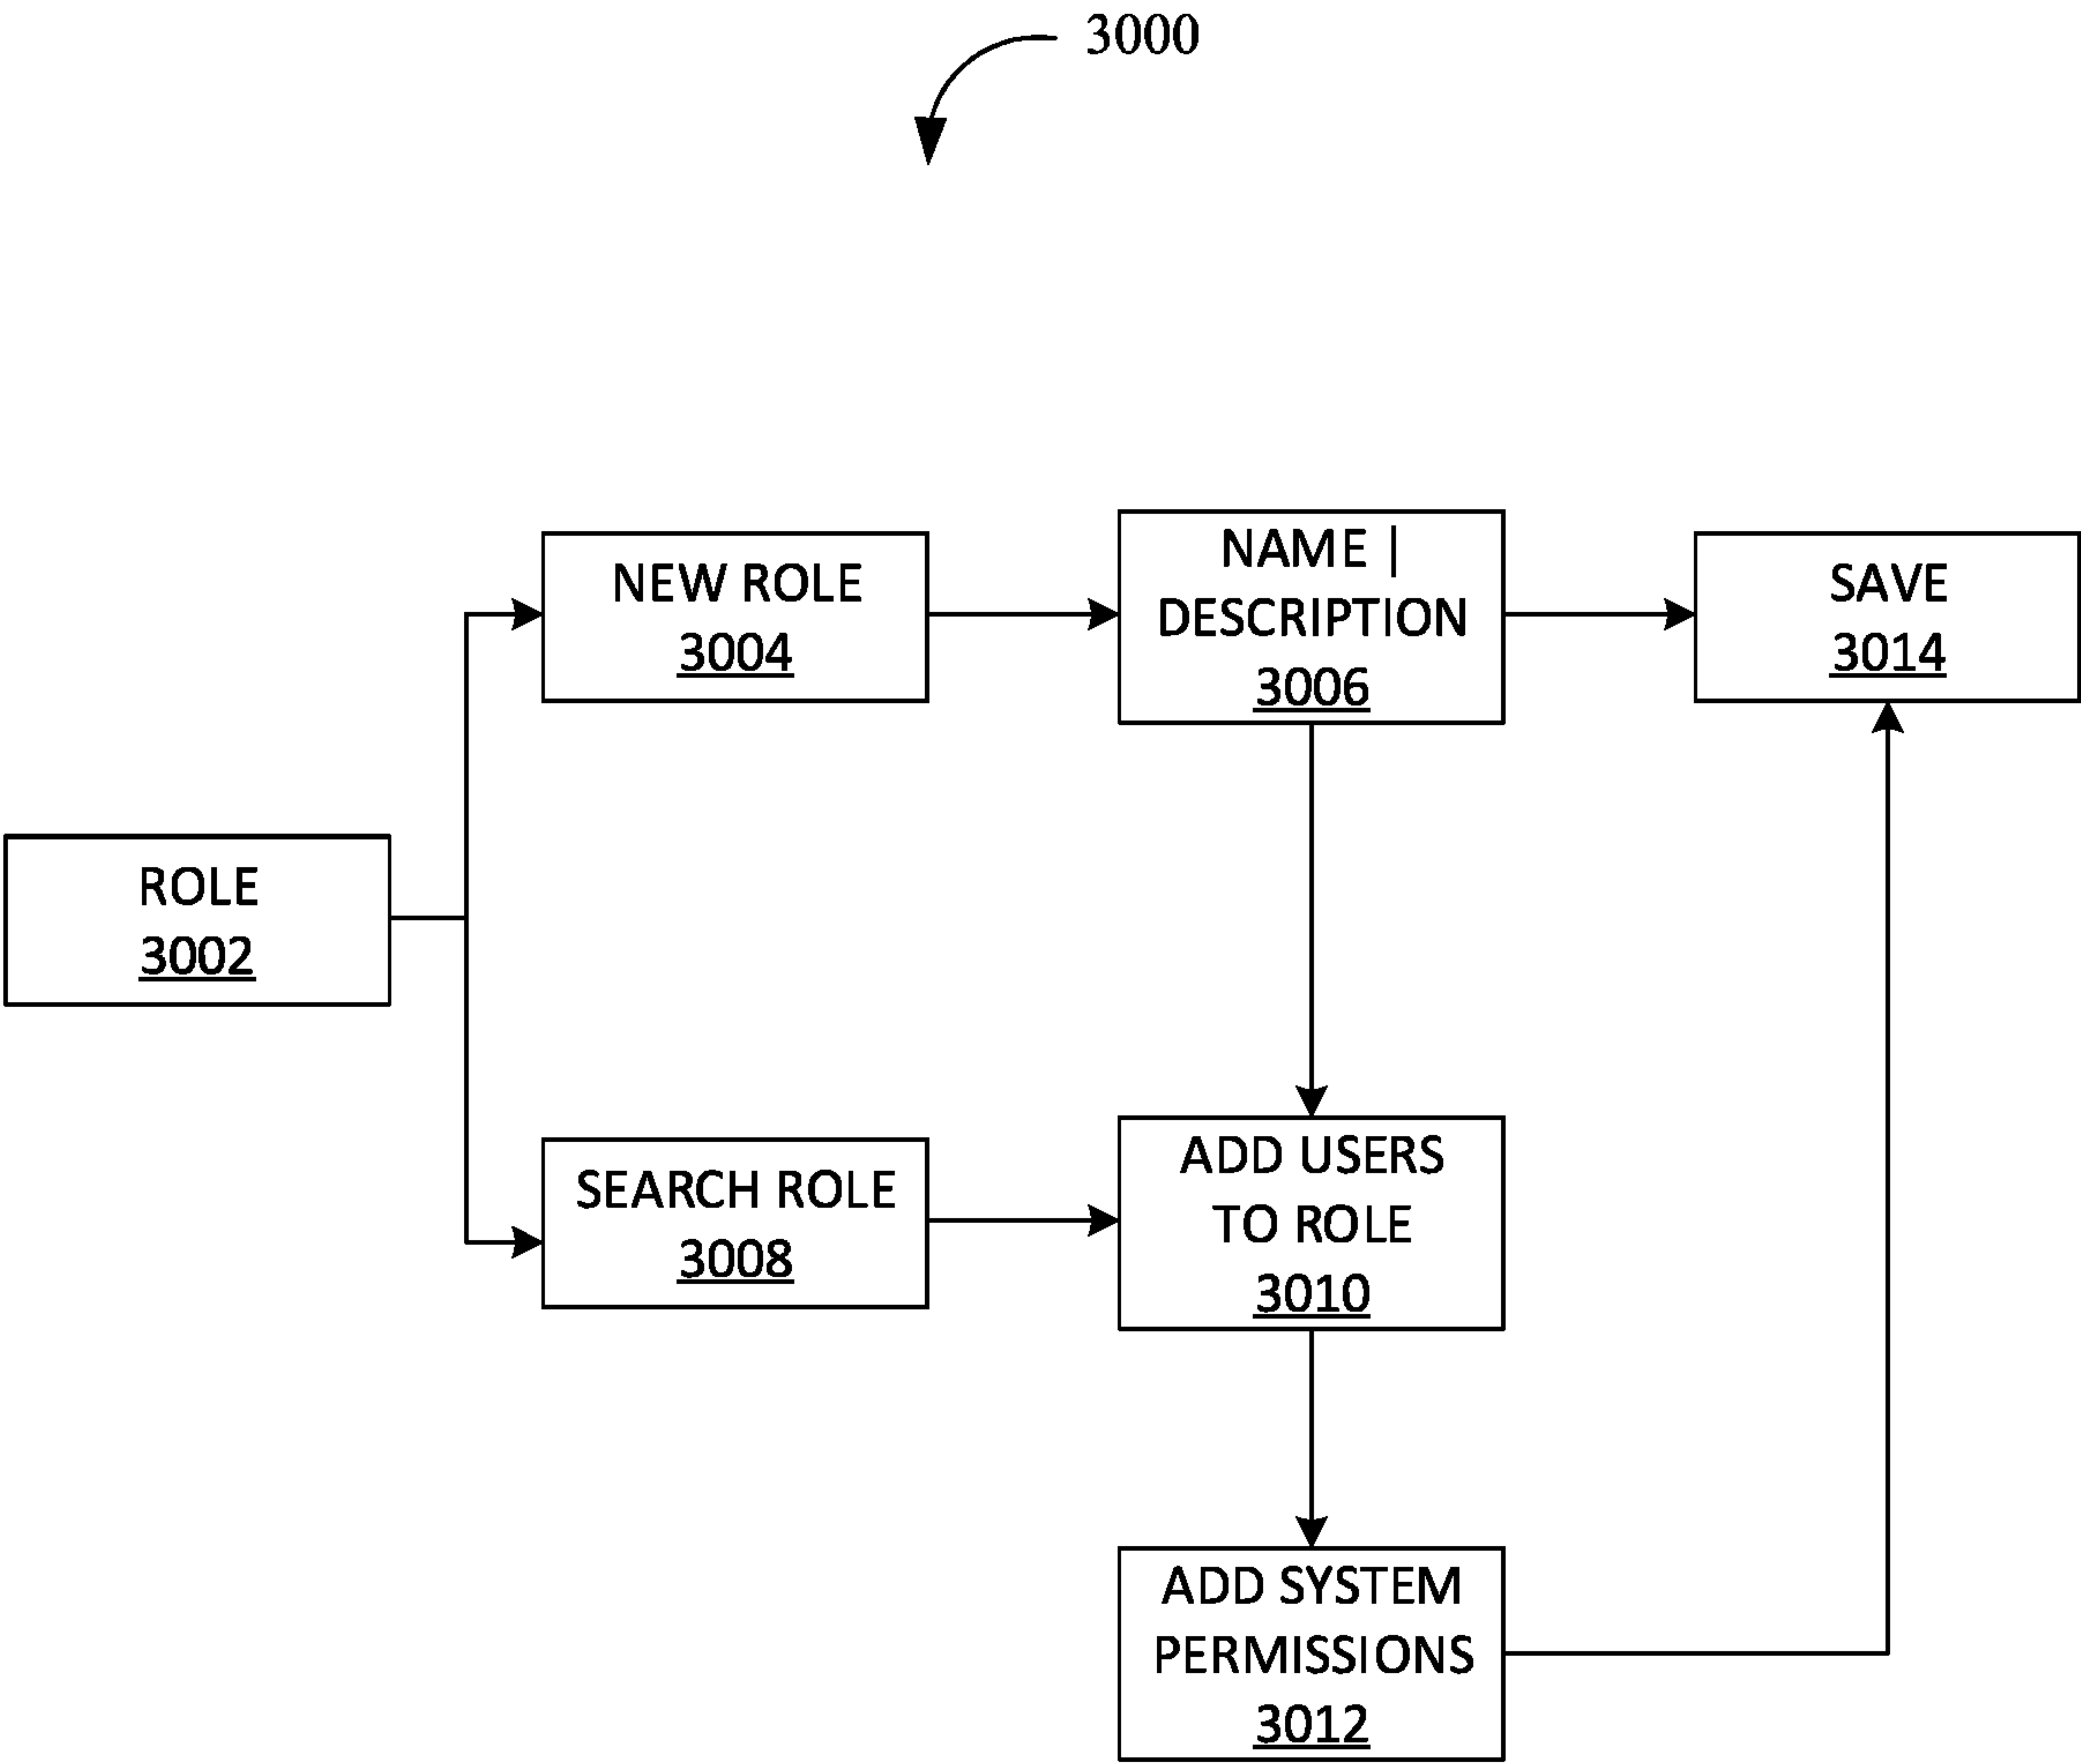 3000
NEW ROLE
3004
NAME |
DESCRIPTION
3006
SAVE
3014
ROLE
3002
SEARCH ROLE
3008
ADD USERS
TO ROLE
3010
ADD SYSTEM
PERMISSIONS
3012